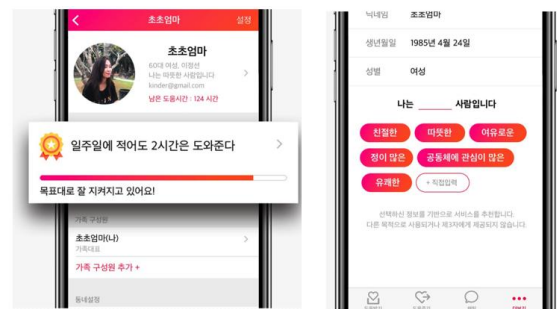 초초엄마
설정
초초엄마
60대 여성, 이정선
나는 따뜻한 사람입니다
kinder@gmail.com
남은 도움시간 : 124 시간
일주일에 적어도 2시간은 도와준다
목표대로 잘 지켜지고 있어요!
가족 구성원
초초엄마(나)
가족대표
가족 구성원 추가 +
동네설정
닉네임 초초엄마
생년월일 1985년 4월 24일
성별 여성
나는 ______ 사람입니다
친절한 따뜻한 여유로운
정이 많은 공동체에 관심이 많은
유쾌한 + 직접입력
선택하신 정보를 기반으로 서비스를 추천합니다.
다른 목적으로 사용되거나 제3자에게 제공되지 않습니다.